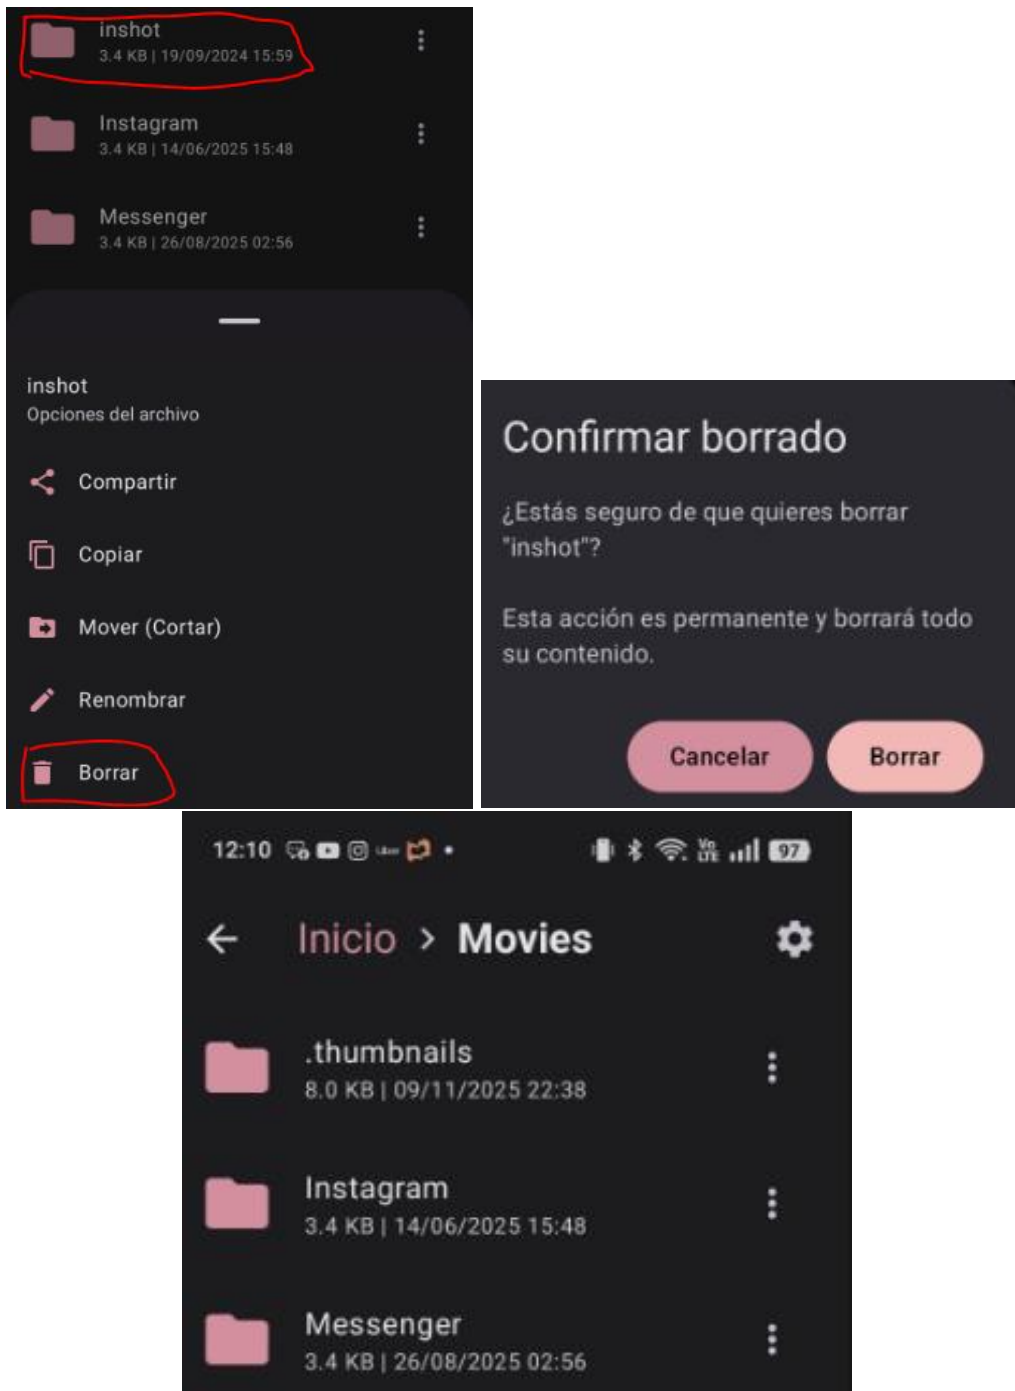 inshot
3.4 KB | 19/09/2024 15:59
Instagram
3.4 KB | 14/06/2025 15:48
Messenger
3.4 KB | 26/08/2025 02:56
inshot
Opciones del archivo
Compartir
Copiar
Mover (Cortar)
Renombrar
Borrar
Confirmar borrado
¿Estás seguro de que quieres borrar
"inshot"?
Esta acción es permanente y borrará todo
su contenido.
Cancelar Borrar
12:10 Uber Vo LTE 97
Inicio > Movies
.thumbnails
8.0 KB | 09/11/2025 22:38
Instagram
3.4 KB | 14/06/2025 15:48
Messenger
3.4 KB | 26/08/2025 02:56